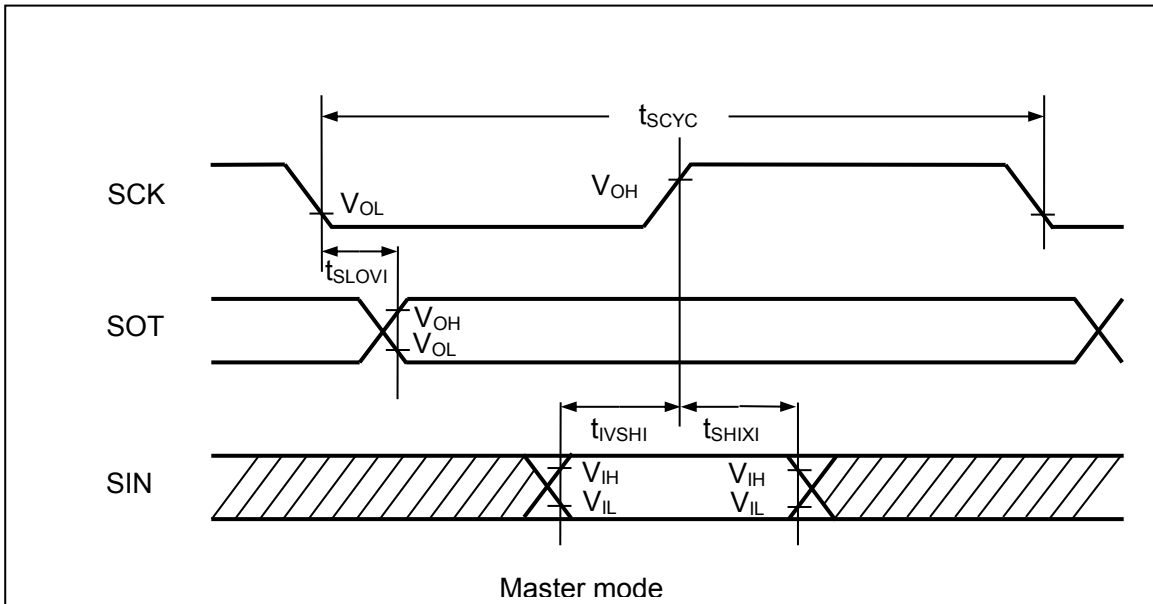 tSCYC
SCK
VOH
VOL
tSLOVI
SOT
VOH
VOL
tIVSHI
tSHIXI
SIN
VIH
VIH
VIL
VIL
Master mode